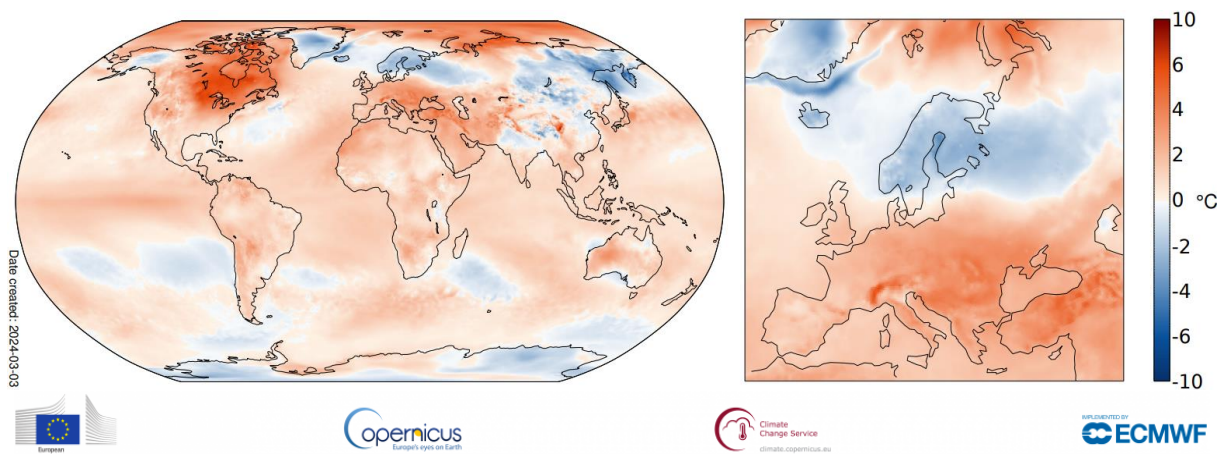 10
6
4
2
0 °C
-2
-4
-6
-10
Date created: 2024-03-03
European
opernicus
Europe's eyes on Earth
Climate
Change Service
climate.copernicus.eu
IMPLEMENTED BY
ECMWF